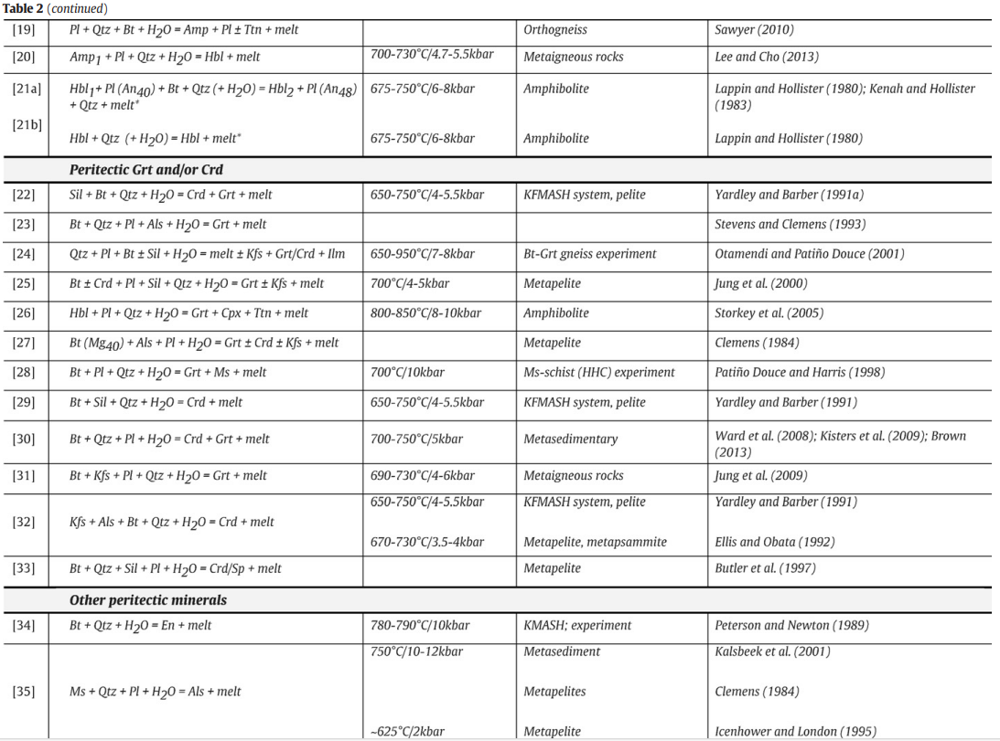 Table 2 (continued)
[19] Pl + Qtz + Bt + H2O = Amp + Pl ± Ttn + melt Orthogneiss Sawyer (2010)
[20] Amp1 + Pl + Qtz + H2O = Hbl + melt 700-730°C/4.7-5.5kbar Metaigneous rocks Lee and Cho (2013)
[21a] Hbl1+ Pl (An40) + Bt + Qtz (+ H2O) = Hbl2 + Pl (An48) 675-750°C/6-8kbar Amphibolite Lappin and Hollister (1980); Kenah and Hollister
+ Qtz + melt* (1983)
[21b]
Hbl + Qtz (+ H2O) = Hbl + melt* 675-750°C/6-8kbar Amphibolite Lappin and Hollister (1980)
Peritectic Grt and/or Crd
[22] Sil + Bt + Qtz + H2O = Crd + Grt + melt 650-750°C/4-5.5kbar KFMASH system, pelite Yardley and Barber (1991a)
[23] Bt + Qtz + Pl + Als + H2O = Grt + melt Stevens and Clemens (1993)
[24] Qtz + Pl + Bt ± Sil + H2O = melt ± Kfs + Grt/Crd + Ilm 650-950°C/7-8kbar Bt-Grt gneiss experiment Otamendi and Patiño Douce (2001)
[25] Bt ± Crd + Pl + Sil + Qtz + H2O = Grt ± Kfs + melt 700°C/4-5kbar Metapelite Jung et al. (2000)
[26] Hbl + Pl + Qtz + H2O = Grt + Cpx + Ttn + melt 800-850°C/8-10kbar Amphibolite Storkey et al. (2005)
[27] Bt (Mg40) + Als + Pl + H2O = Grt ± Crd ± Kfs + melt Metapelite Clemens (1984)
[28] Bt + Pl + Qtz + H2O = Grt + Ms + melt 700°C/10kbar Ms-schist (HHC) experiment Patiño Douce and Harris (1998)
[29] Bt + Sil + Qtz + H2O = Crd + melt 650-750°C/4-5.5kbar KFMASH system, pelite Yardley and Barber (1991)
[30] Bt + Qtz + Pl + H2O = Crd + Grt + melt 700-750°C/5kbar Metasedimentary Ward et al. (2008); Kisters et al. (2009); Brown
(2013)
[31] Bt + Kfs + Pl + Qtz + H2O = Grt + melt 690-730°C/4-6kbar Metaigneous rocks Jung et al. (2009)
650-750°C/4-5.5kbar KFMASH system, pelite Yardley and Barber (1991)
[32] Kfs + Als + Bt + Qtz + H2O = Crd + melt
670-730°C/3.5-4kbar Metapelite, metapsammite Ellis and Obata (1992)
[33] Bt + Qtz + Sil + Pl + H2O = Crd/Sp + melt Metapelite Butler et al. (1997)
Other peritectic minerals
[34] Bt + Qtz + H2O = En + melt 780-790°C/10kbar KMASH; experiment Peterson and Newton (1989)
750°C/10-12kbar Metasediment Kalsbeek et al. (2001)
[35] Ms + Qtz + Pl + H2O = Als + melt Metapelites Clemens (1984)
~625°C/2kbar Metapelite Icenhower and London (1995)